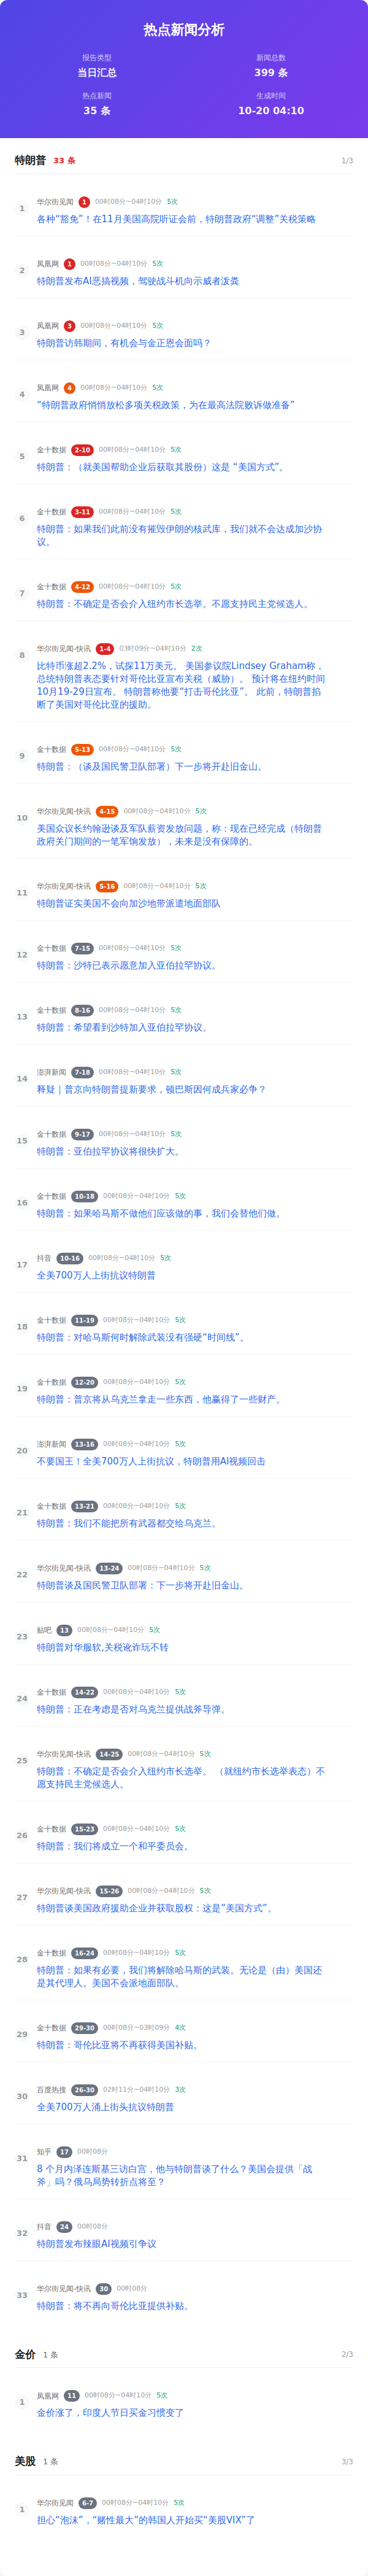 热点新闻分析
报告类型
新闻总数
当日汇总
399 条
热点新闻
生成时间
35 条
10-20 04:10
特朗普 33 条 1/3
1
华尔街见闻 1 00时08分~04时10分 5次
各种“豁免”！在11月美国高院听证会前，特朗普政府“调整”关税策略
2
凤凰网 1 00时08分~04时10分 5次
特朗普发布AI恶搞视频，驾驶战斗机向示威者泼粪
3
凤凰网 3 00时08分~04时10分 5次
特朗普访韩期间，有机会与金正恩会面吗？
4
凤凰网 4 00时08分~04时10分 5次
“特朗普政府悄悄放松多项关税政策，为在最高法院败诉做准备”
5
金十数据 2-10 00时08分~04时10分 5次
特朗普：（就美国帮助企业后获取其股份）这是 “美国方式”。
6
金十数据 3-11 00时08分~04时10分 5次
特朗普：如果我们此前没有摧毁伊朗的核武库，我们就不会达成加沙协
议。
7
金十数据 4-12 00时08分~04时10分 5次
特朗普：不确定是否会介入纽约市长选举。不愿支持民主党候选人。
8
华尔街见闻-快讯 1-4 03时09分~04时10分 2次
比特币涨超2.2%，试探11万美元。 美国参议院Lindsey Graham称，
总统特朗普表态要针对哥伦比亚宣布关税（威胁）。 预计将在纽约时间
10月19-29日宣布。 特朗普称他要“打击哥伦比亚”。 此前，特朗普掐
断了美国对哥伦比亚的援助。
9
金十数据 5-13 00时08分~04时10分 5次
特朗普：（谈及国民警卫队部署）下一步将开赴旧金山。
10
华尔街见闻-快讯 4-15 00时08分~04时10分 5次
美国众议长约翰逊谈及军队薪资发放问题，称：现在已经完成（特朗普
政府关门期间的一笔军饷发放），未来是没有保障的。
11
华尔街见闻-快讯 5-16 00时08分~04时10分 5次
特朗普证实美国不会向加沙地带派遣地面部队
12
金十数据 7-15 00时08分~04时10分 5次
特朗普：沙特已表示愿意加入亚伯拉罕协议。
13
金十数据 8-16 00时08分~04时10分 5次
特朗普：希望看到沙特加入亚伯拉罕协议。
14
澎湃新闻 7-18 00时08分~04时10分 5次
释疑｜普京向特朗普提新要求，顿巴斯因何成兵家必争？
15
金十数据 9-17 00时08分~04时10分 5次
特朗普：亚伯拉罕协议将很快扩大。
16
金十数据 10-18 00时08分~04时10分 5次
特朗普：如果哈马斯不做他们应该做的事，我们会替他们做。
17
抖音 10-16 00时08分~04时10分 5次
全美700万人上街抗议特朗普
18
金十数据 11-19 00时08分~04时10分 5次
特朗普：对哈马斯何时解除武装没有强硬“时间线”。
19
金十数据 12-20 00时08分~04时10分 5次
特朗普：普京将从乌克兰拿走一些东西，他赢得了一些财产。
20
澎湃新闻 13-16 00时08分~04时10分 5次
不要国王！全美700万人上街抗议，特朗普用AI视频回击
21
金十数据 13-21 00时08分~04时10分 5次
特朗普：我们不能把所有武器都交给乌克兰。
22
华尔街见闻-快讯 13-24 00时08分~04时10分 5次
特朗普谈及国民警卫队部署：下一步将开赴旧金山。
23
贴吧 13 00时08分~04时10分 5次
特朗普对华服软,关税讹诈玩不转
24
金十数据 14-22 00时08分~04时10分 5次
特朗普：正在考虑是否对乌克兰提供战斧导弹。
25
华尔街见闻-快讯 14-25 00时08分~04时10分 5次
特朗普：不确定是否会介入纽约市长选举。 （就纽约市长选举表态）不
愿支持民主党候选人。
26
金十数据 15-23 00时08分~04时10分 5次
特朗普：我们将成立一个和平委员会。
27
华尔街见闻-快讯 15-26 00时08分~04时10分 5次
特朗普谈美国政府援助企业并获取股权：这是“美国方式”。
28
金十数据 16-24 00时08分~04时10分 5次
特朗普：如果有必要，我们将解除哈马斯的武装。无论是（由）美国还
是其代理人。美国不会派地面部队。
29
金十数据 29-30 00时08分~03时09分 4次
特朗普：哥伦比亚将不再获得美国补贴。
30
百度热搜 26-30 02时11分~04时10分 3次
全美700万人涌上街头抗议特朗普
31
知乎 17 00时08分
8 个月内泽连斯基三访白宫，他与特朗普谈了什么？美国会提供「战
斧」吗？俄乌局势转折点将至？
32
抖音 24 00时08分
特朗普发布辣眼AI视频引争议
33
华尔街见闻-快讯 30 00时08分
特朗普：将不再向哥伦比亚提供补贴。
金价 1 条 2/3
1
凤凰网 11 00时08分~04时10分 5次
金价涨了，印度人节日买金习惯变了
美股 1 条 3/3
1
华尔街见闻 6-7 00时08分~04时10分 5次
担心“泡沫”，“赌性最大”的韩国人开始买“美股VIX”了